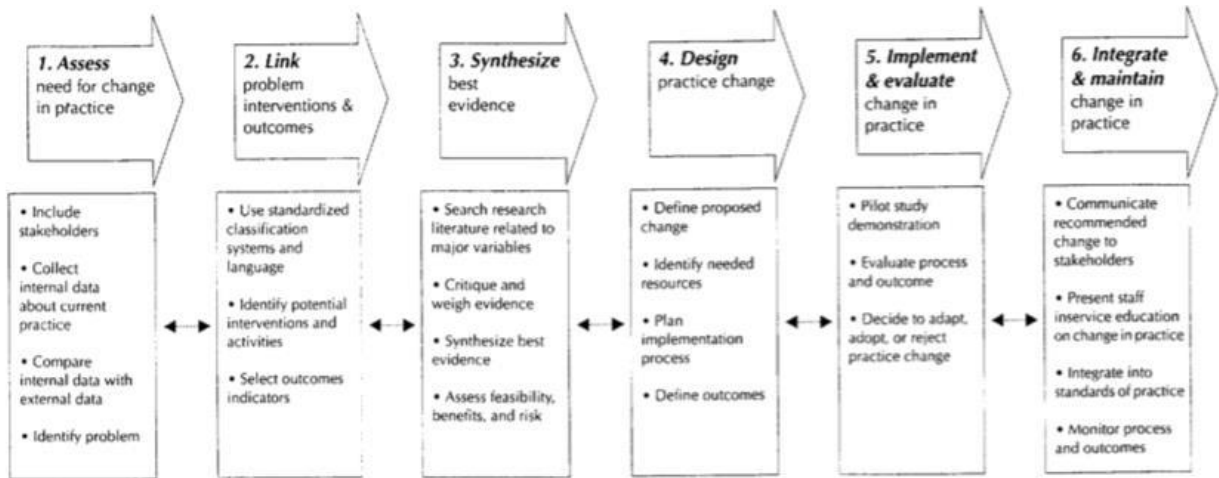 1. Assess
need for change
in practice
2. Link
problem
interventions &
outcomes
3. Synthesize
best
evidence
4. Design
practice change
5. Implement
& evaluate
change in
practice
6. Integrate
& maintain
change in
practice
• Include
stakeholders
• Collect
internal data
about current
practice
• Compare
internal data with
external data
• Identify problem
• Use standardized
classification
systems and
language
• Identify potential
interventions and
activities
• Select outcomes
indicators
• Search research
literature related to
major variables
• Critique and
weigh evidence
• Synthesize best
evidence
• Assess feasibility,
benefits, and risk
• Define proposed
change
• Identify needed
resources
• Plan
implementation
process
• Define outcomes
• Pilot study
demonstration
• Evaluate process
and outcome
• Decide to adapt,
adopt, or reject
practice change
• Communicate
recommended
change to
stakeholders
• Present staff
inservice education
on change in practice
• Integrate into
standards of practice
• Monitor process
and outcomes